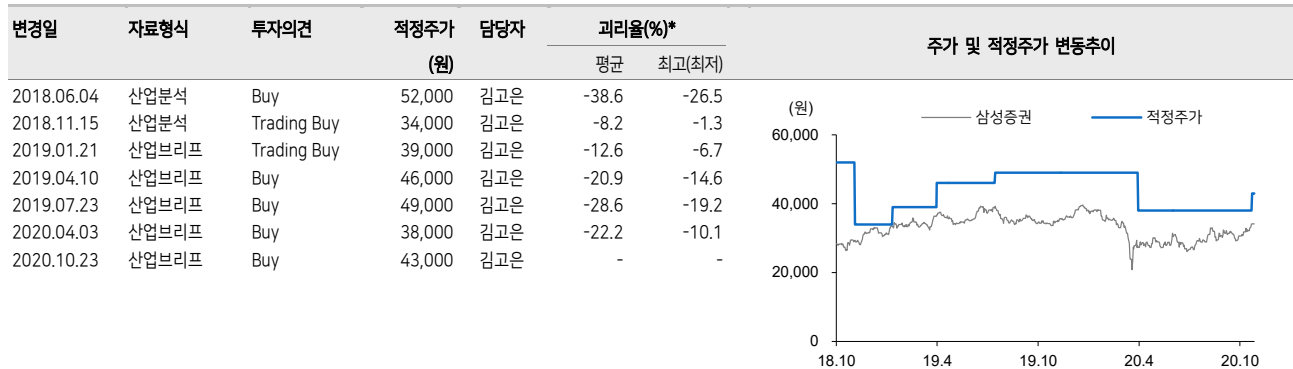 변경일 자료형식 투자의견 적정주가 담당자 괴리율(%)* 주가 및 적정주가 변동추이
(원) 평균 최고(최저)
2018.06.04 산업분석 Buy 52,000 김고은 -38.6 -26.5
2018.11.15 산업분석 Trading Buy 34,000 김고은 -8.2 -1.3
2019.01.21 산업브리프 Trading Buy 39,000 김고은 -12.6 -6.7
2019.04.10 산업브리프 Buy 46,000 김고은 -20.9 -14.6
2019.07.23 산업브리프 Buy 49,000 김고은 -28.6 -19.2
2020.04.03 산업브리프 Buy 38,000 김고은 -22.2 -10.1
2020.10.23 산업브리프 Buy 43,000 김고은 - -
(원)
삼성증권 적정주가
60,000
40,000
20,000
0
18.10 19.4 19.10 20.4 20.10